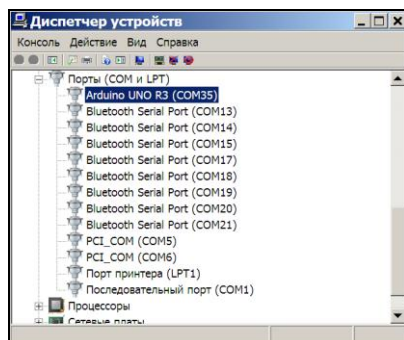 Диспетчер устройств
Консоль Действие Вид Справка
Порты (COM и LPT)
Arduino UNO R3 (COM35)
Bluetooth Serial Port (COM13)
Bluetooth Serial Port (COM14)
Bluetooth Serial Port (COM15)
Bluetooth Serial Port (COM17)
Bluetooth Serial Port (COM18)
Bluetooth Serial Port (COM19)
Bluetooth Serial Port (COM20)
Bluetooth Serial Port (COM21)
PCI_COM (COM5)
PCI_COM (COM6)
Порт принтера (LPT1)
Последовательный порт (COM1)
Процессоры
Сетевые платы